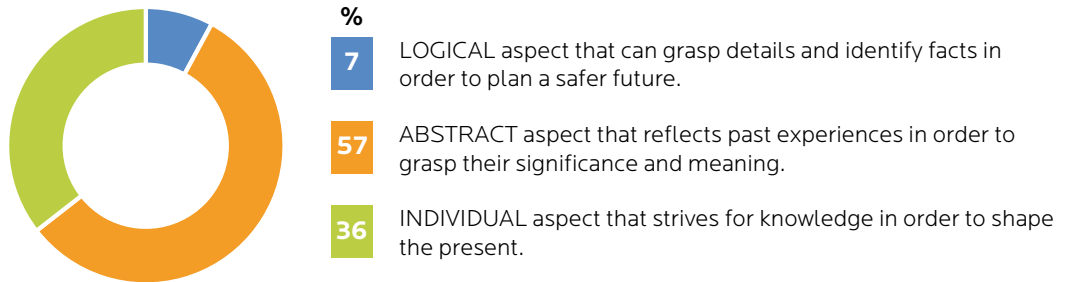 %
7
LOGICAL aspect that can grasp details and identify facts in
order to plan a safer future.
57
ABSTRACT aspect that reflects past experiences in order to
grasp their significance and meaning.
36
INDIVIDUAL aspect that strives for knowledge in order to shape
the present.